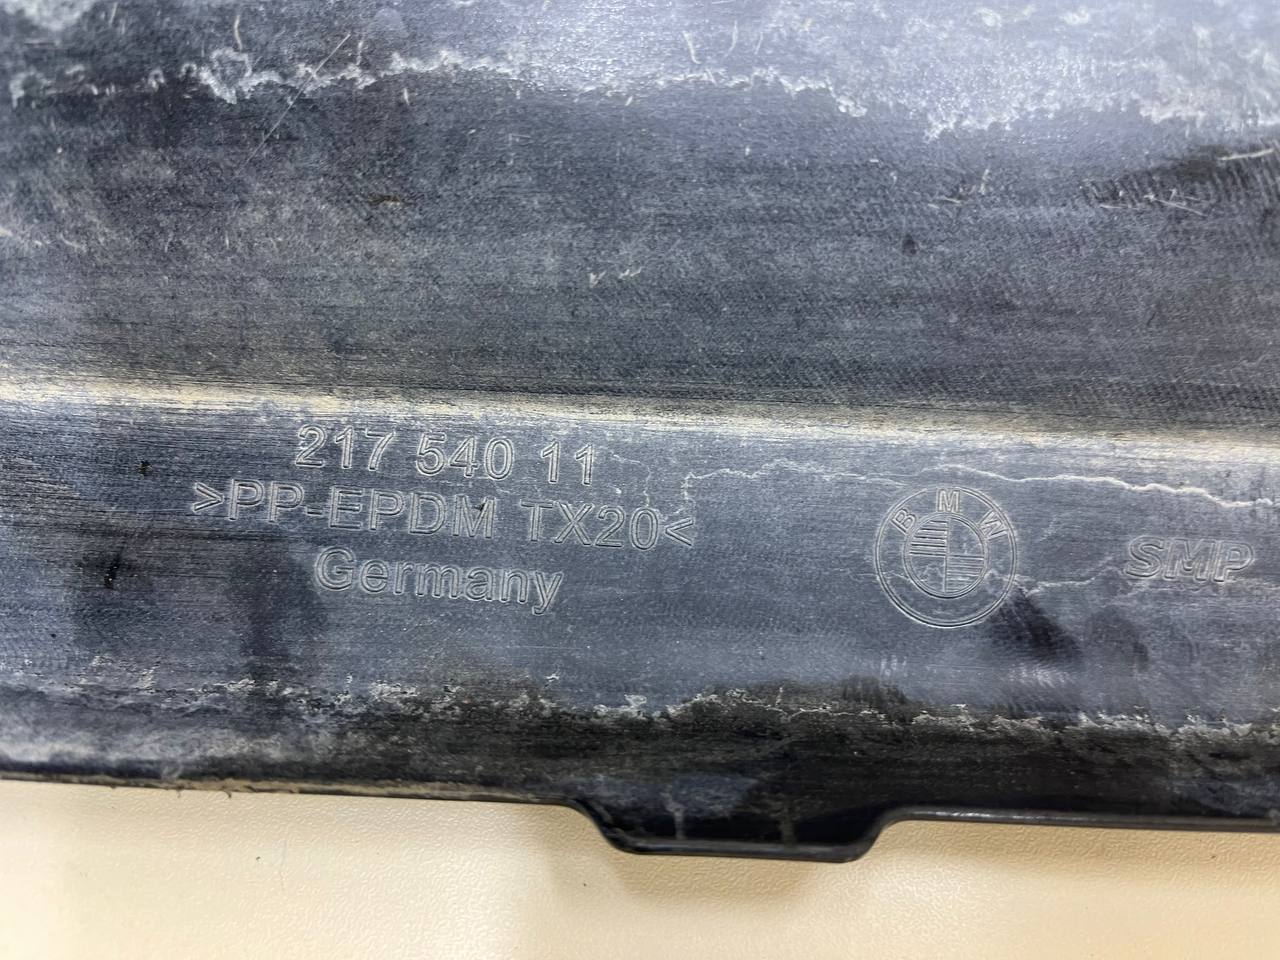 217 540 11
>PP-EPDM TX20<
Germany
BMW
SMP